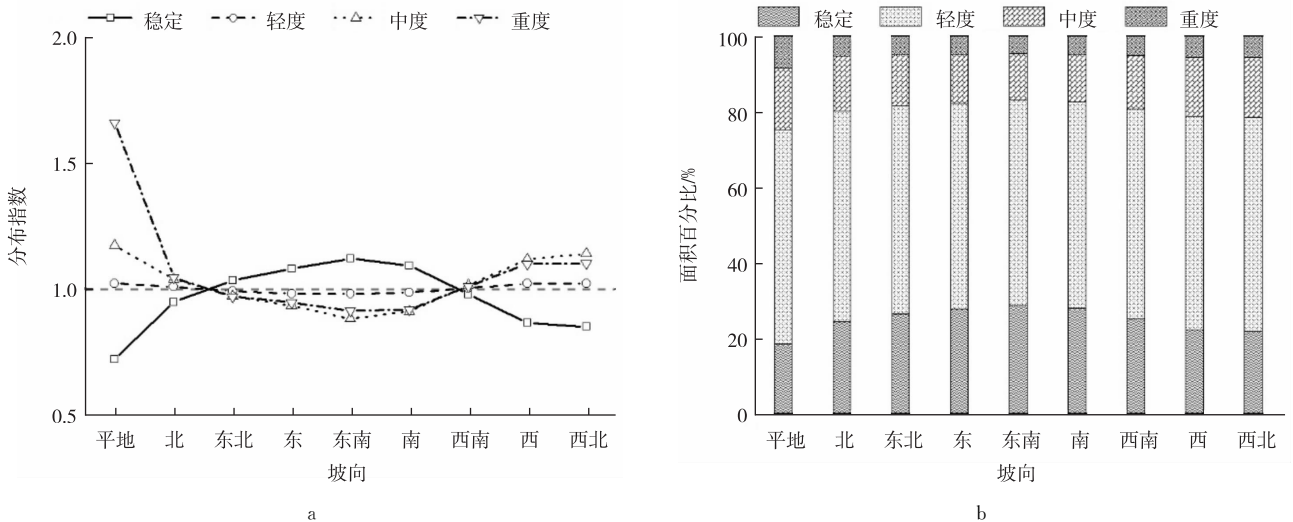 稳定 轻度 中度 重度
2.0
1.5
1.0
0.5
分布指数
平地 北 东北 东 东南 南 西南 西 西北
坡向
a
稳定 轻度 中度 重度
100
80
60
40
20
0
面积百分比/%
平地 北 东北 东 东南 南 西南 西 西北
坡向
b